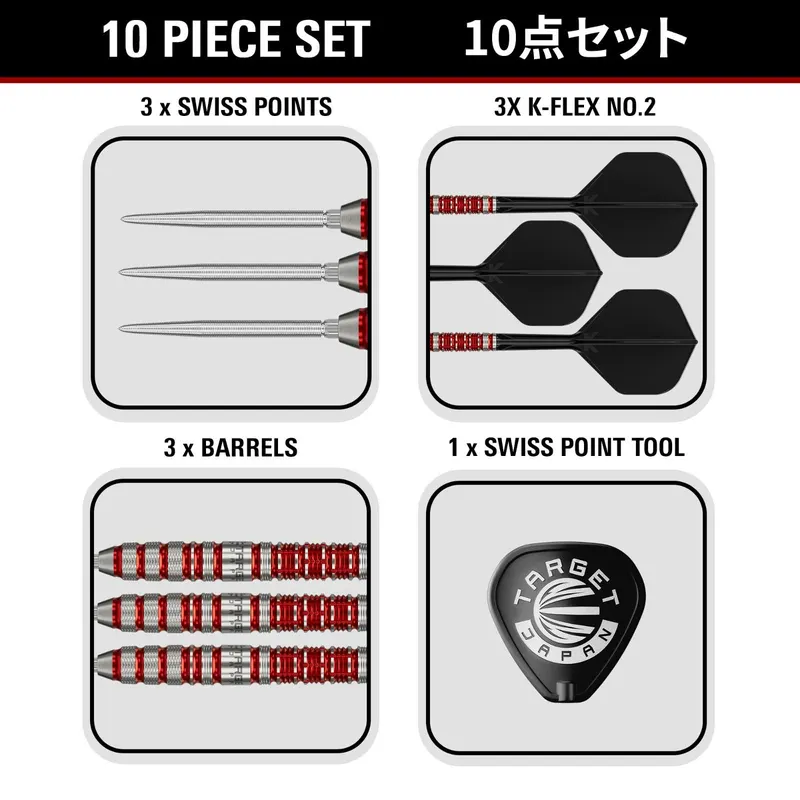 10 PIECE SET 10点セット
3 x SWISS POINTS
3X K-FLEX NO.2
3 x BARRELS
1 x SWISS POINT TOOL
TARGET
JAPAN